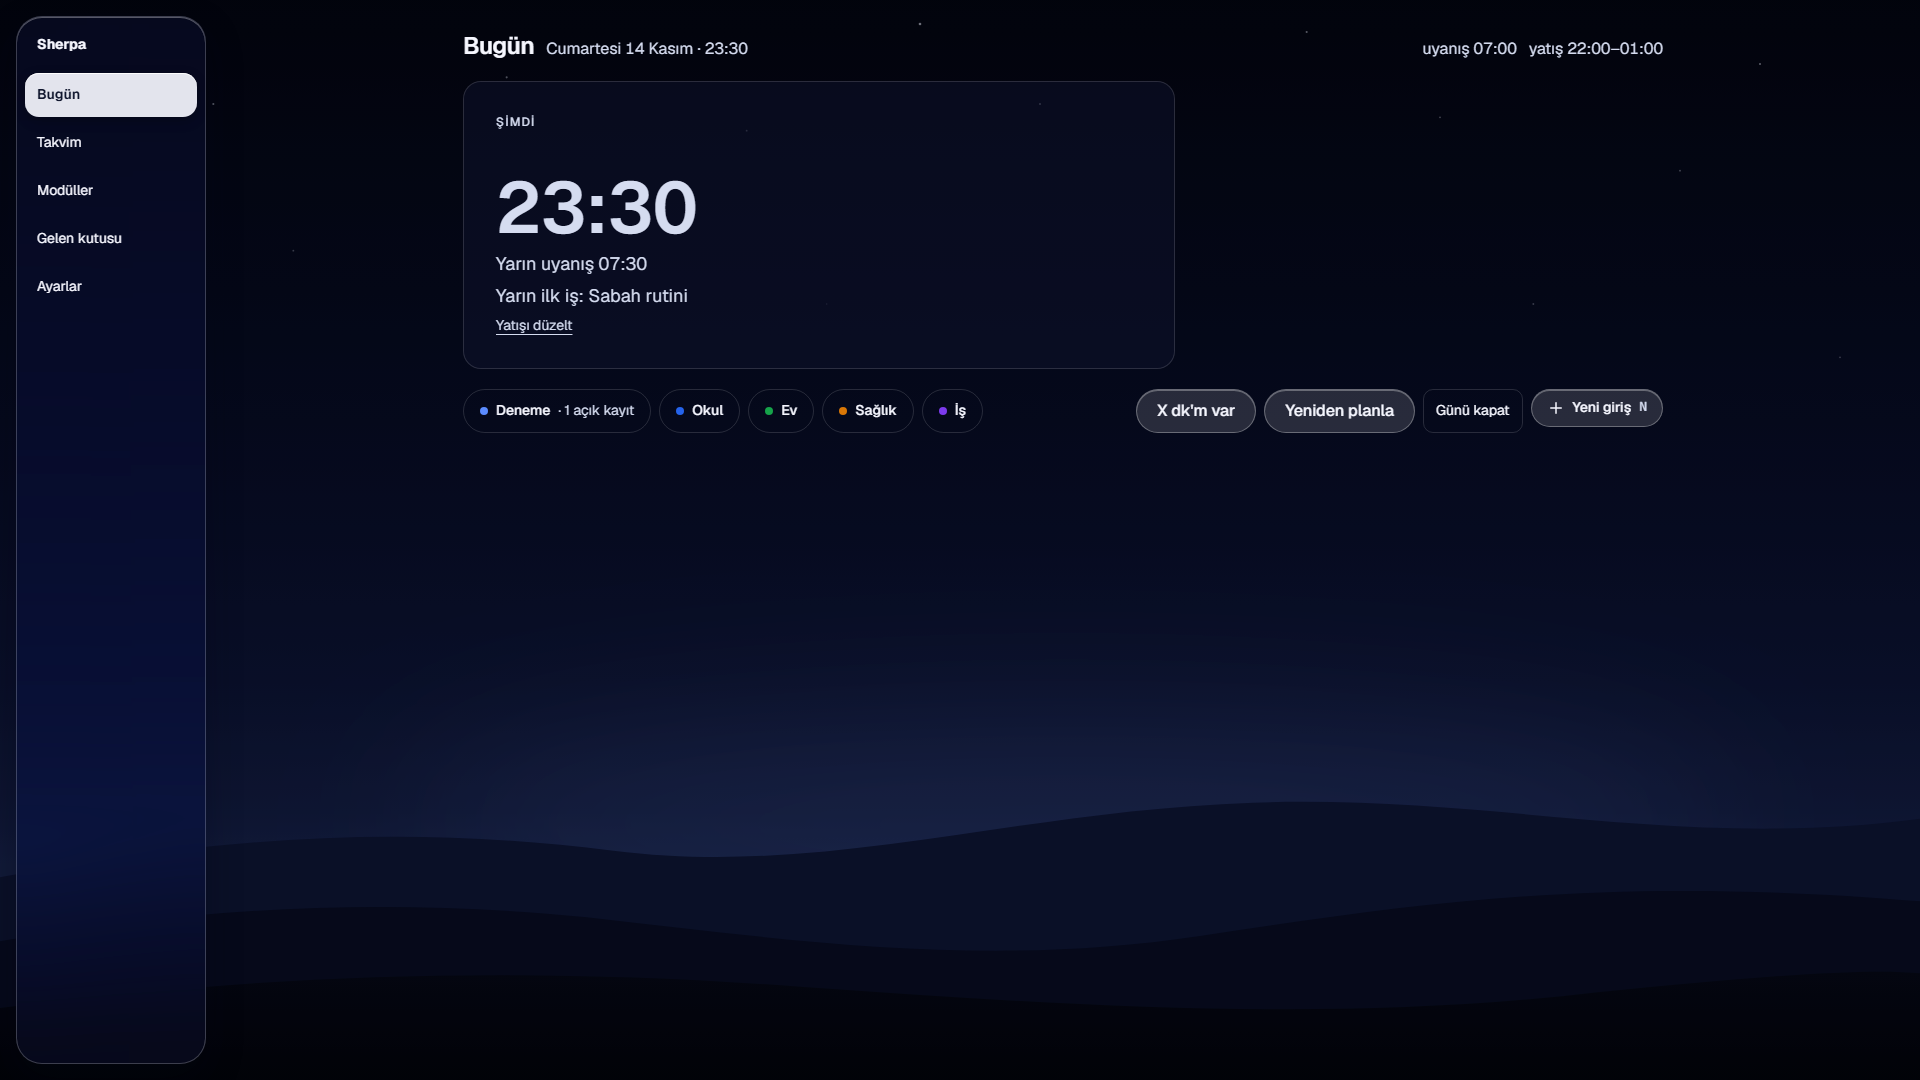 Sherpa
Bugün
Takvim
Modüller
Gelen kutusu
Ayarlar
Bugün Cumartesi 14 Kasım · 23:30
uyanış 07:00 yatış 22:00–01:00
ŞİMDİ
23:30
Yarın uyanış 07:30
Yarın ilk iş: Sabah rutini
Yatışı düzelt
Deneme · 1 açık kayıt
Okul
Ev
Sağlık
İş
X dk'm var
Yeniden planla
Günü kapat
+ Yeni giriş N